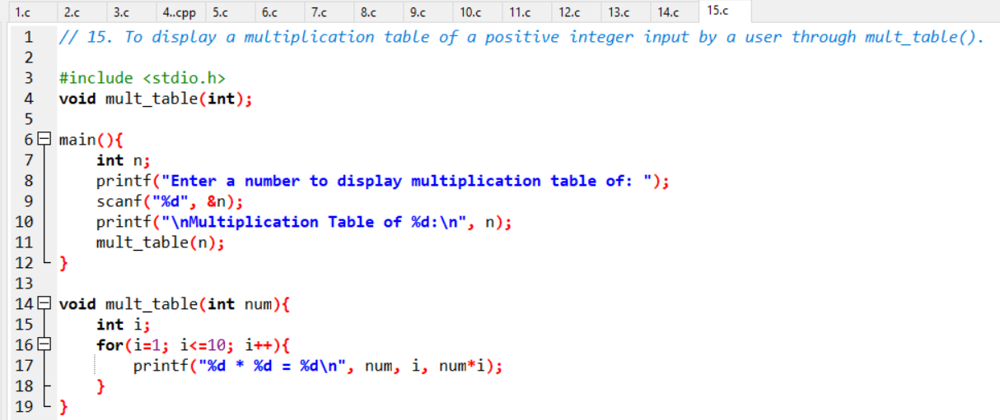 1.c 2.c 3.c 4..cpp 5.c 6.c 7.c 8.c 9.c 10.c 11.c 12.c 13.c 14.c 15.c
1 // 15. To display a multiplication table of a positive integer input by a user through mult_table().
2
3 #include <stdio.h>
4 void mult_table(int);
5
6 main(){
7 int n;
8 printf("Enter a number to display multiplication table of: ");
9 scanf("%d", &n);
10 printf("\nMultiplication Table of %d:\n", n);
11 mult_table(n);
12 }
13
14 void mult_table(int num){
15 int i;
16 for(i=1; i<=10; i++){
17 printf("%d * %d = %d\n", num, i, num*i);
18 }
19 }